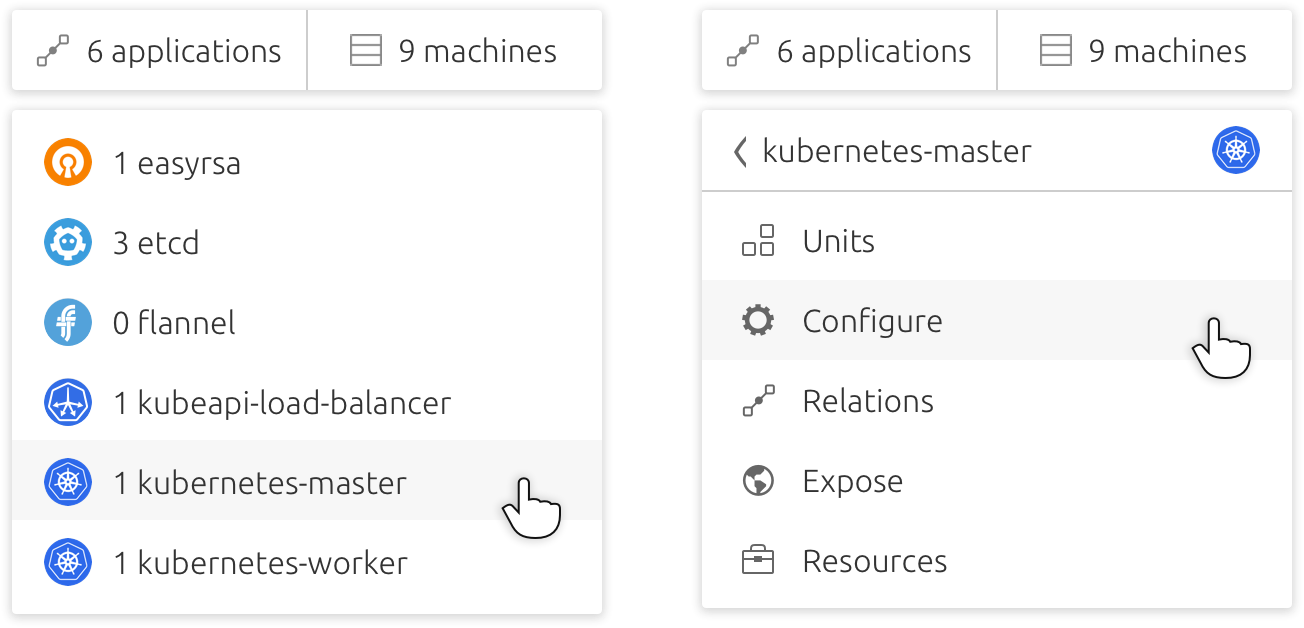 6 applications
9 machines
1 easyrsa
3 etcd
0 flannel
1 kubeapi-load-balancer
1 kubernetes-master
1 kubernetes-worker
6 applications
9 machines
kubernetes-master
Units
Configure
Relations
Expose
Resources